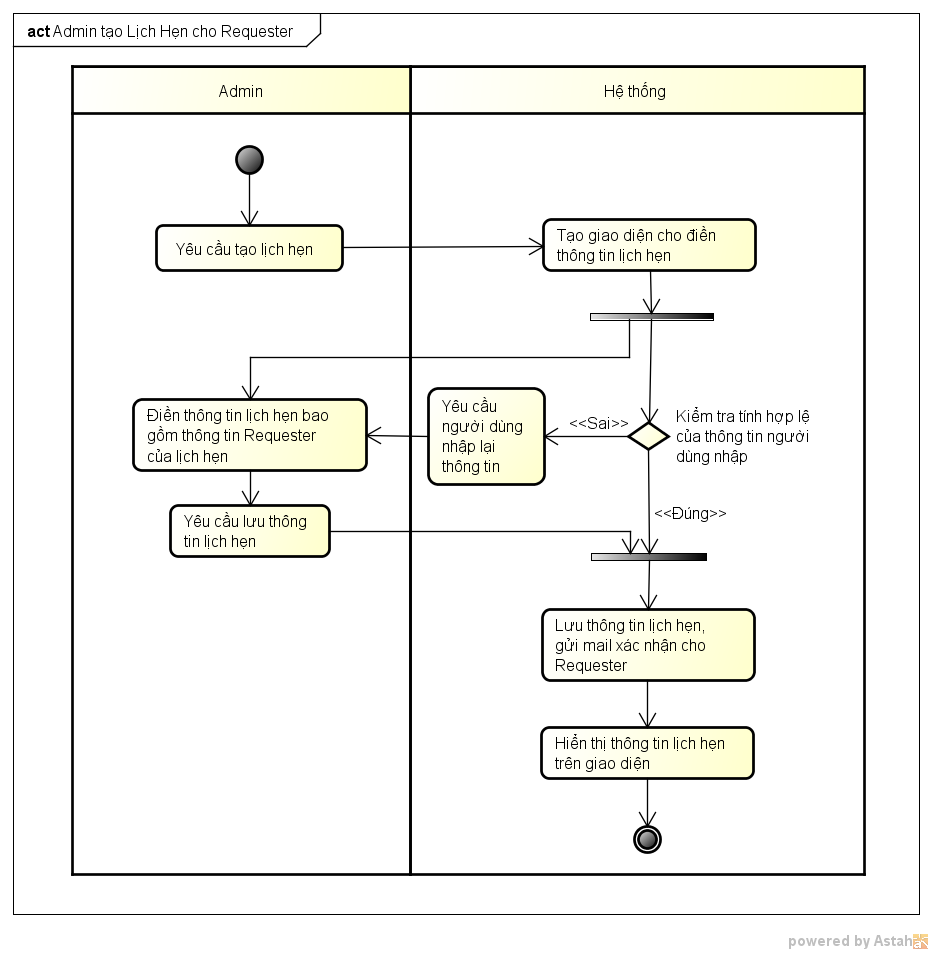 act Admin tạo Lịch Hẹn cho Requester
Admin
Hệ thống
Yêu cầu tạo lịch hẹn
Tạo giao diện cho điền
thông tin lịch hẹn
Điền thông tin lịch hẹn bao
gồm thông tin Requester
của lịch hẹn
Yêu cầu
người dùng
nhập lại
thông tin
<<Sai>>
Kiểm tra tính hợp lệ
của thông tin người
dùng nhập
Yêu cầu lưu thông
tin lịch hẹn
<<Đúng>>
Lưu thông tin lịch hẹn,
gửi mail xác nhận cho
Requester
Hiển thị thông tin lịch hẹn
trên giao diện
powered by Astah